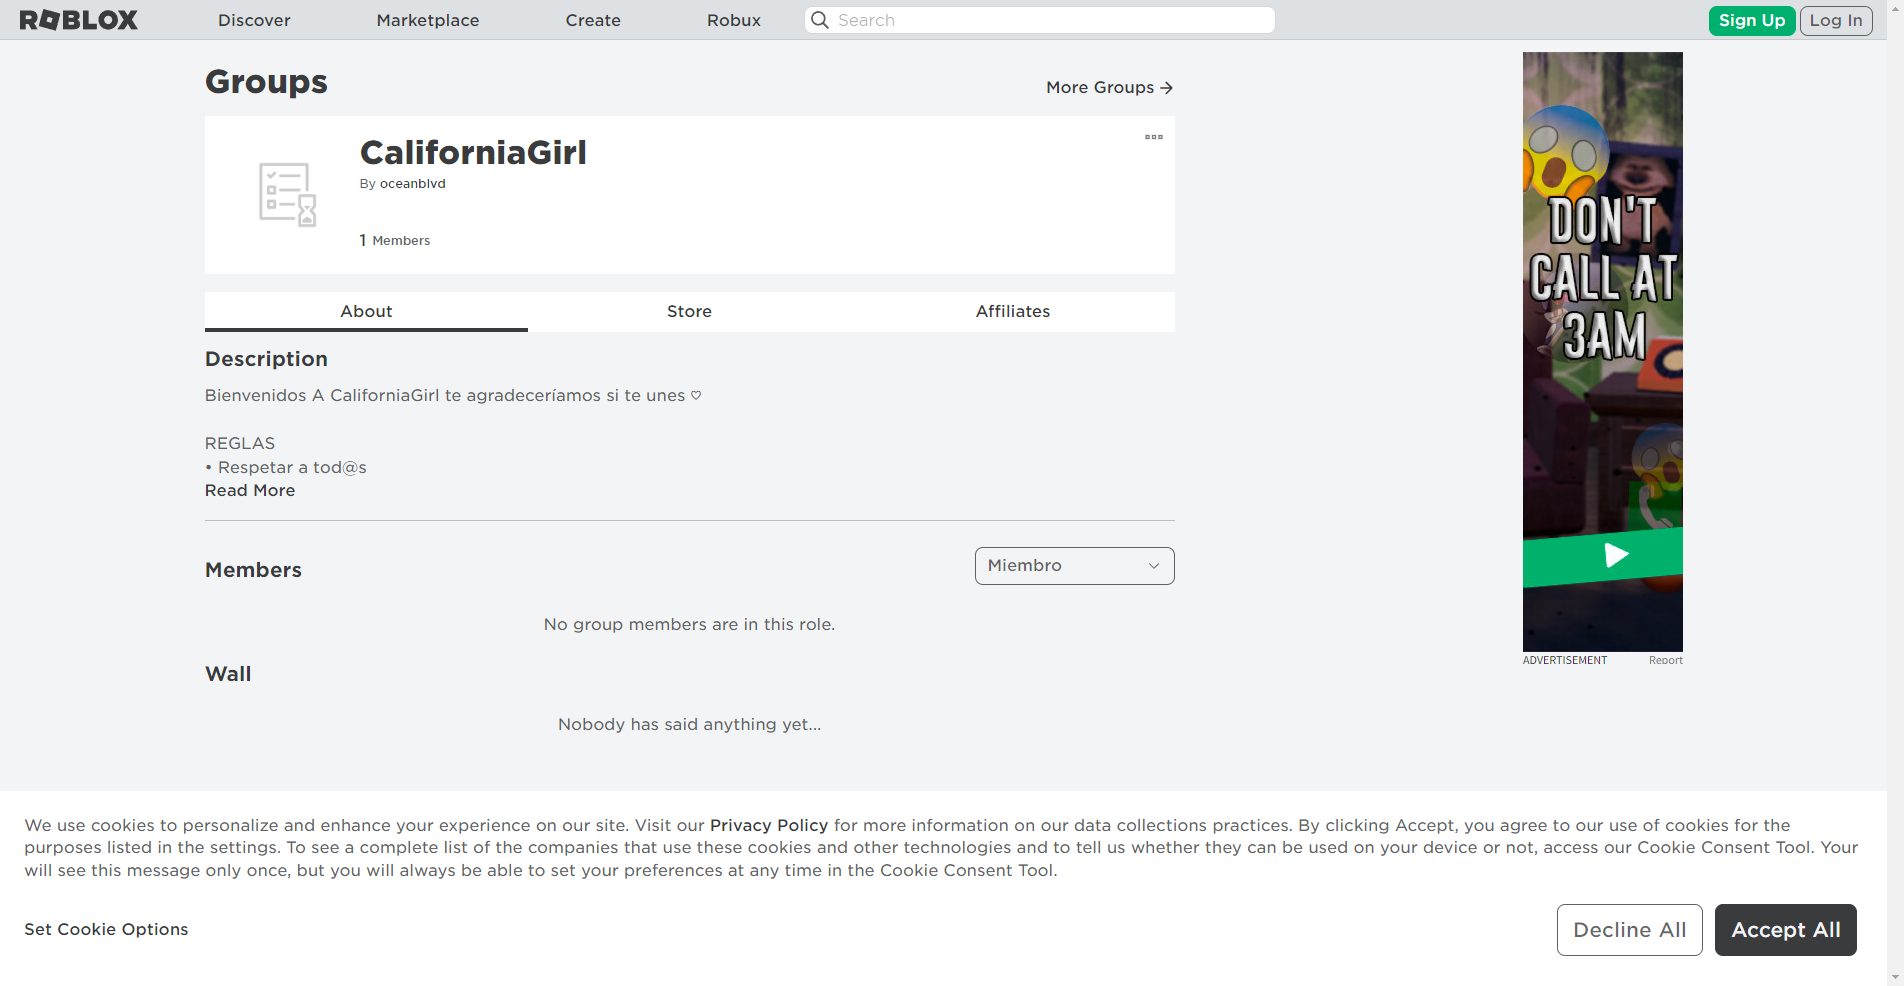 ROBLOX
Discover
Marketplace
Create
Robux
Search
Sign Up
Log In
Groups
More Groups
CaliforniaGirl
By oceanblvd
1 Members
About
Store
Affiliates
Description
Bienvenidos A CaliforniaGirl te agradeceríamos si te unes ♡
REGLAS
• Respetar a tod@s
Read More
Members
Miembro
No group members are in this role.
Wall
Nobody has said anything yet...
DON'T
CALL AT
3AM
ADVERTISEMENT
Report
We use cookies to personalize and enhance your experience on our site. Visit our Privacy Policy for more information on our data collections practices. By clicking Accept, you agree to our use of cookies for the
purposes listed in the settings. To see a complete list of the companies that use these cookies and other technologies and to tell us whether they can be used on your device or not, access our Cookie Consent Tool. Your
will see this message only once, but you will always be able to set your preferences at any time in the Cookie Consent Tool.
Set Cookie Options
Decline All
Accept All